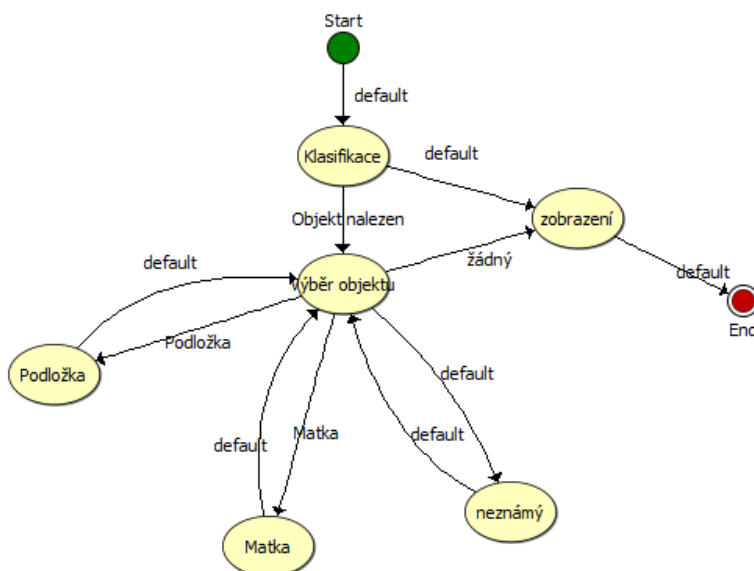 Start
default
Klasifikace
default
Objekt nalezen
zobrazení
žádný
default
default
Výběr objektu
End
Podložka
Podložka
default
Matka
default
default
neznámý
Matka